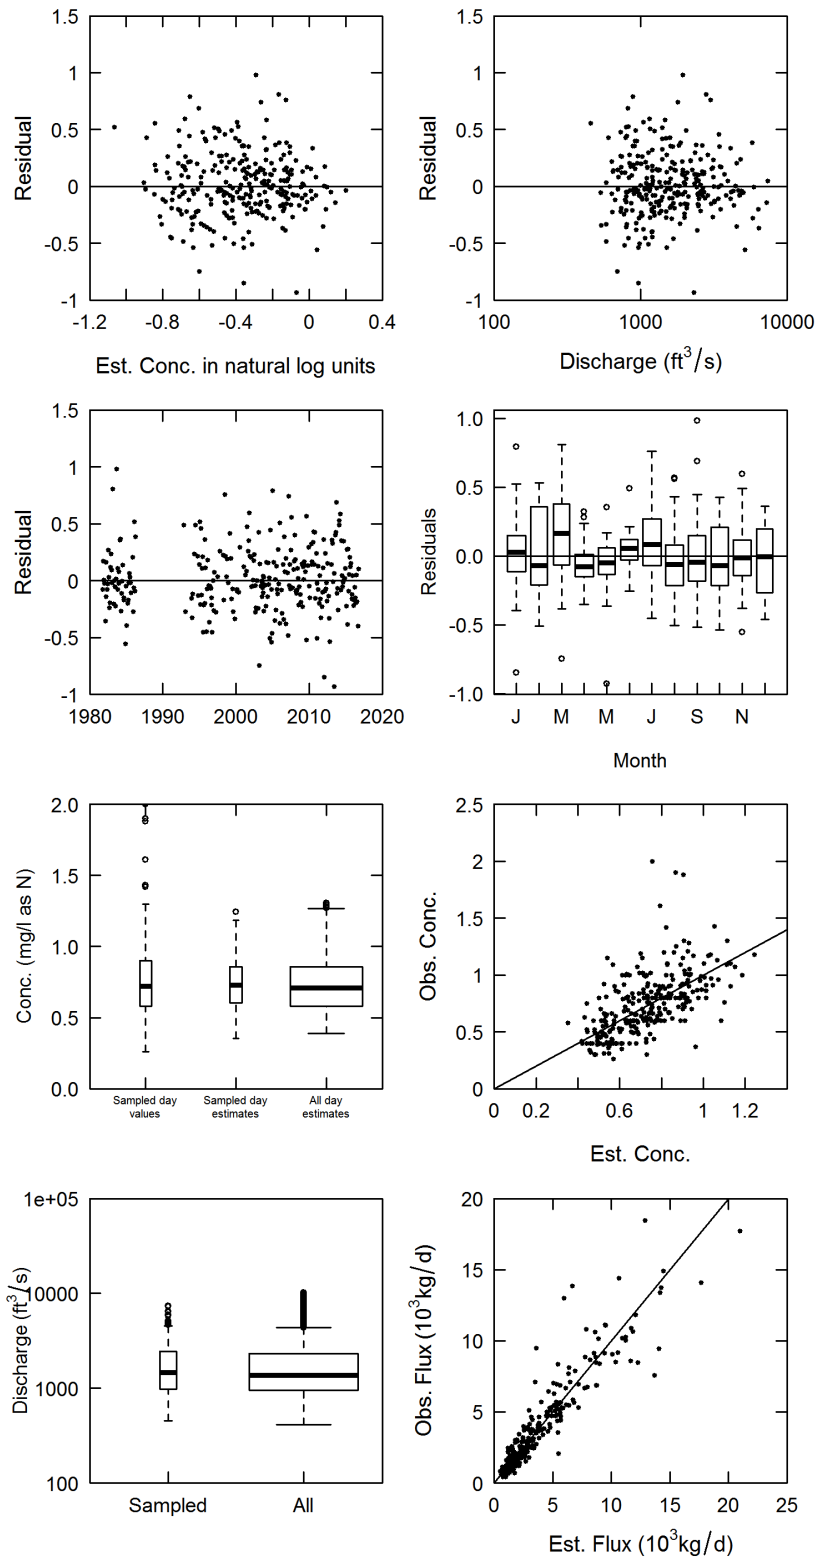 1.5
1
0.5
0
-0.5
-1
Residual
-1.2 -0.8 -0.4 0 0.4
Est. Conc. in natural log units
1.5
1
0.5
0
-0.5
-1
Residual
100 1000 10000
Discharge (ft³/s)
1.5
1
0.5
0
-0.5
-1
Residual
1980 1990 2000 2010 2020
1.0
0.5
0.0
-0.5
-1.0
Residuals
J M M J S N
Month
2.0
1.5
1.0
0.5
0.0
Conc. (mg/l as N)
Sampled day Sampled day All day
values estimates estimates
2.5
2
1.5
1
0.5
0
Obs. Conc.
0 0.2 0.6 1 1.2
Est. Conc.
1e+05
10000
1000
100
Discharge (ft³/s)
Sampled All
20
15
10
5
0
Obs. Flux (10³kg/d)
0 5 10 15 20 25
Est. Flux (10³kg/d)